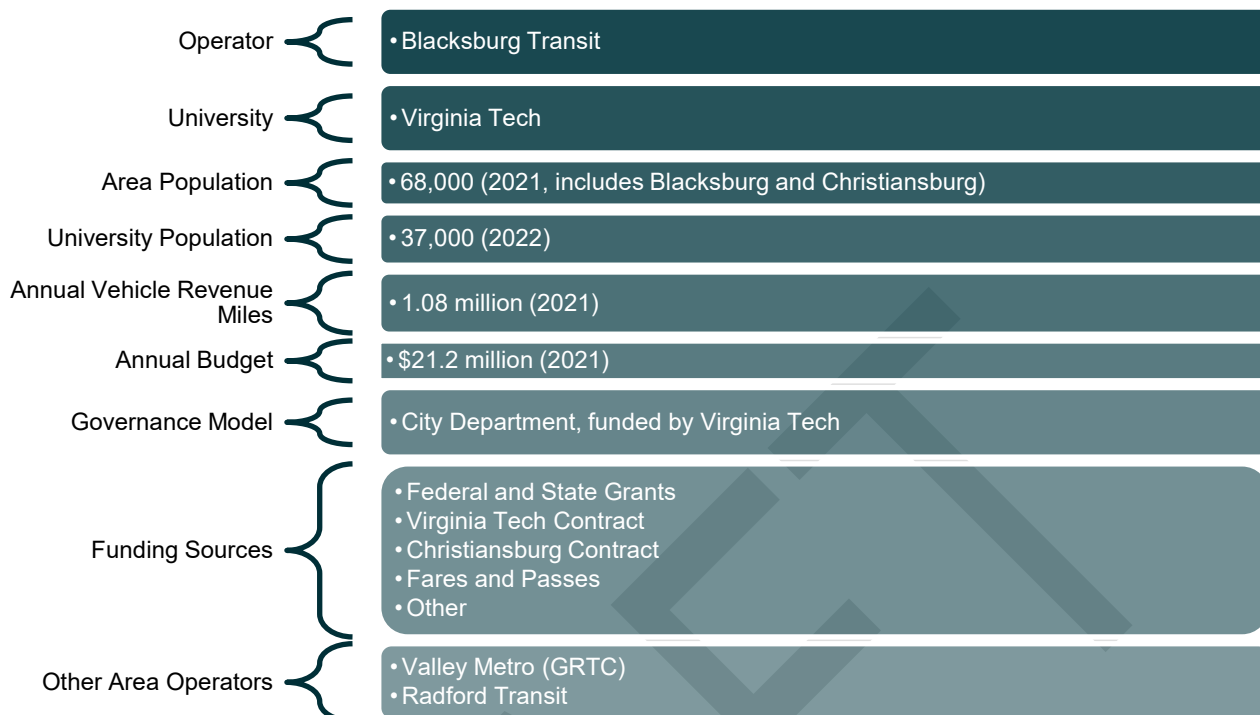 Operator
• Blacksburg Transit
University
• Virginia Tech
Area Population
• 68,000 (2021, includes Blacksburg and Christiansburg)
University Population
• 37,000 (2022)
Annual Vehicle Revenue
Miles
• 1.08 million (2021)
Annual Budget
• $21.2 million (2021)
Governance Model
• City Department, funded by Virginia Tech
Funding Sources
• Federal and State Grants
• Virginia Tech Contract
• Christiansburg Contract
• Fares and Passes
• Other
Other Area Operators
• Valley Metro (GRTC)
• Radford Transit